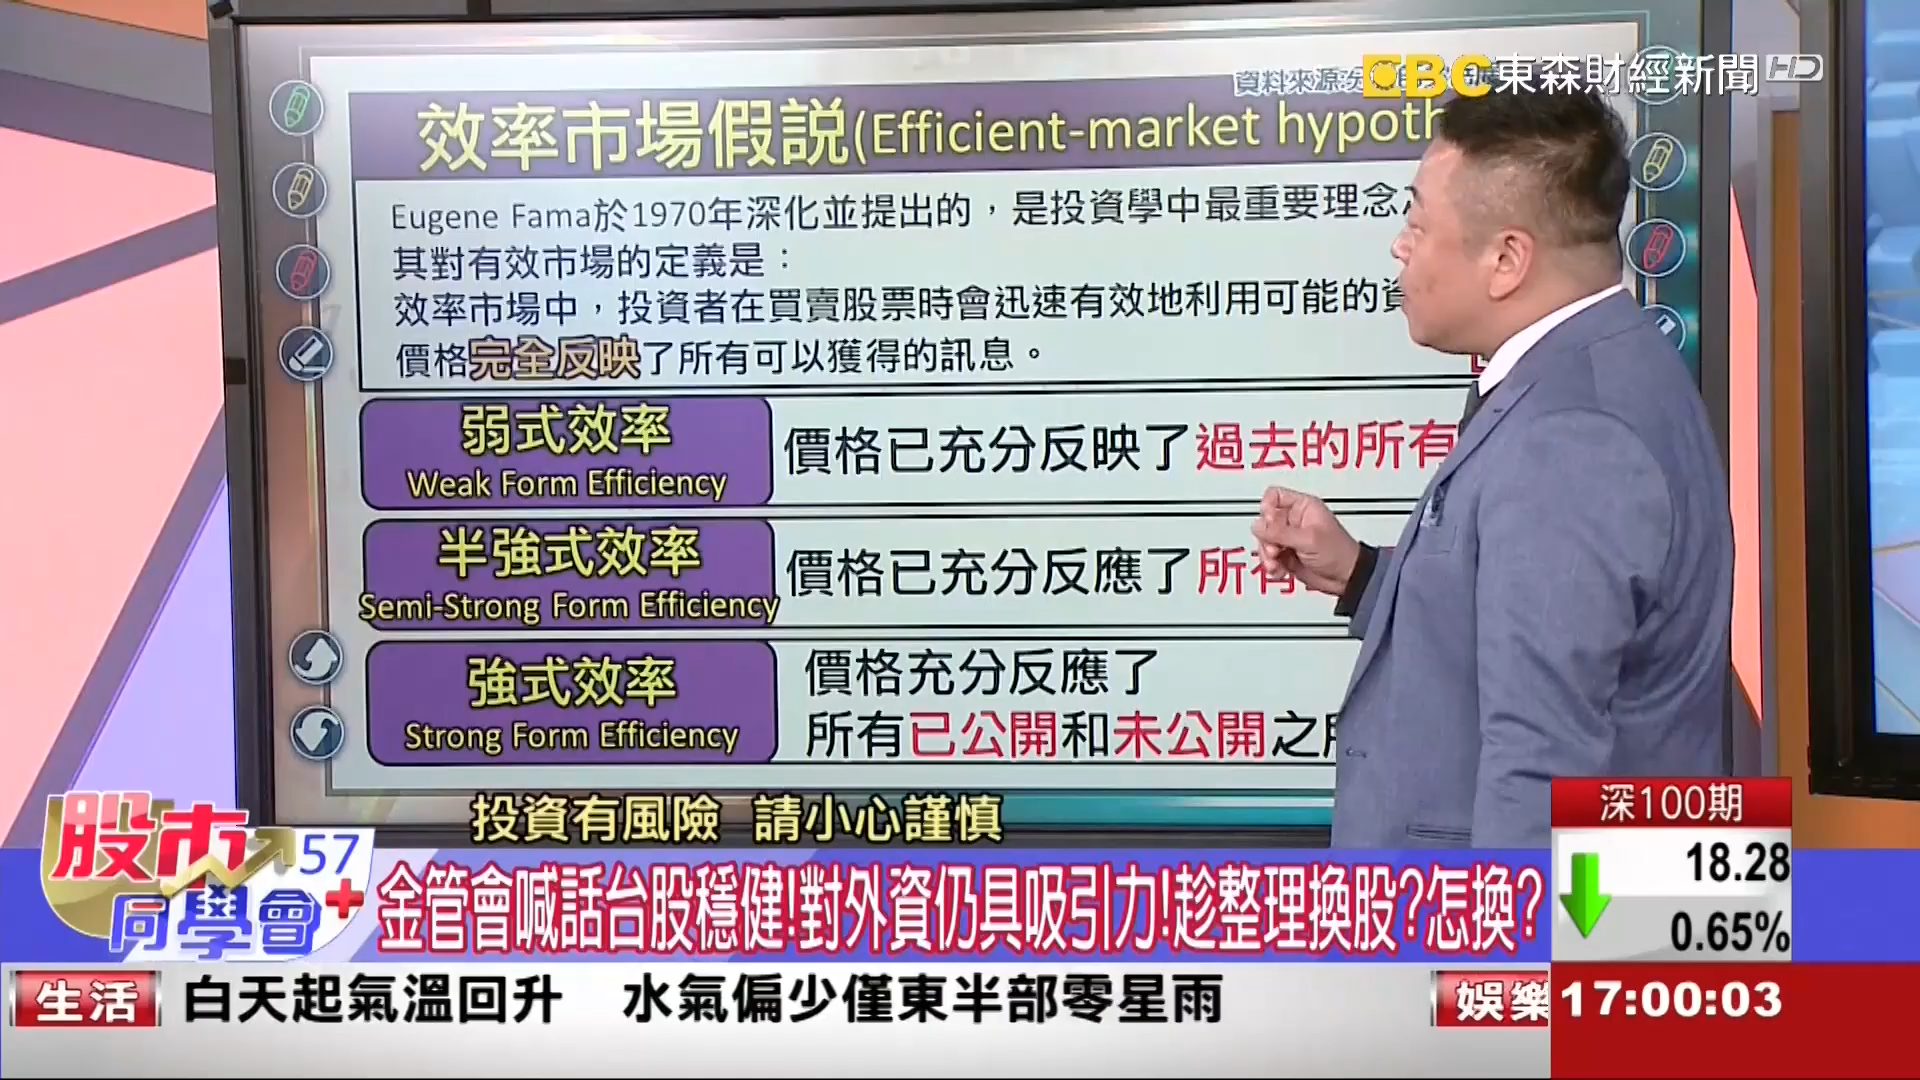 資料來源
EBC東森財經新聞HD
效率市場假說(Efficient-market hypoth
Eugene Fama於1970年深化並提出的，是投資學中最重要理念
其對有效市場的定義是：
效率市場中，投資者在買賣股票時會迅速有效地利用可能的資
價格完全反映了所有可以獲得的訊息。
弱式效率
Weak Form Efficiency
價格已充分反映了過去的所有
半強式效率
Semi-Strong Form Efficiency
價格已充分反應了所有
強式效率
Strong Form Efficiency
價格充分反應了
所有已公開和未公開之
投資有風險 請小心謹慎
股市同學會+
57
金管會喊話台股穩健!對外資仍具吸引力!趁整理換股?怎換?
深100期
18.28
0.65%
生活 白天起氣溫回升 水氣偏少僅東半部零星雨 娛樂
17:00:03